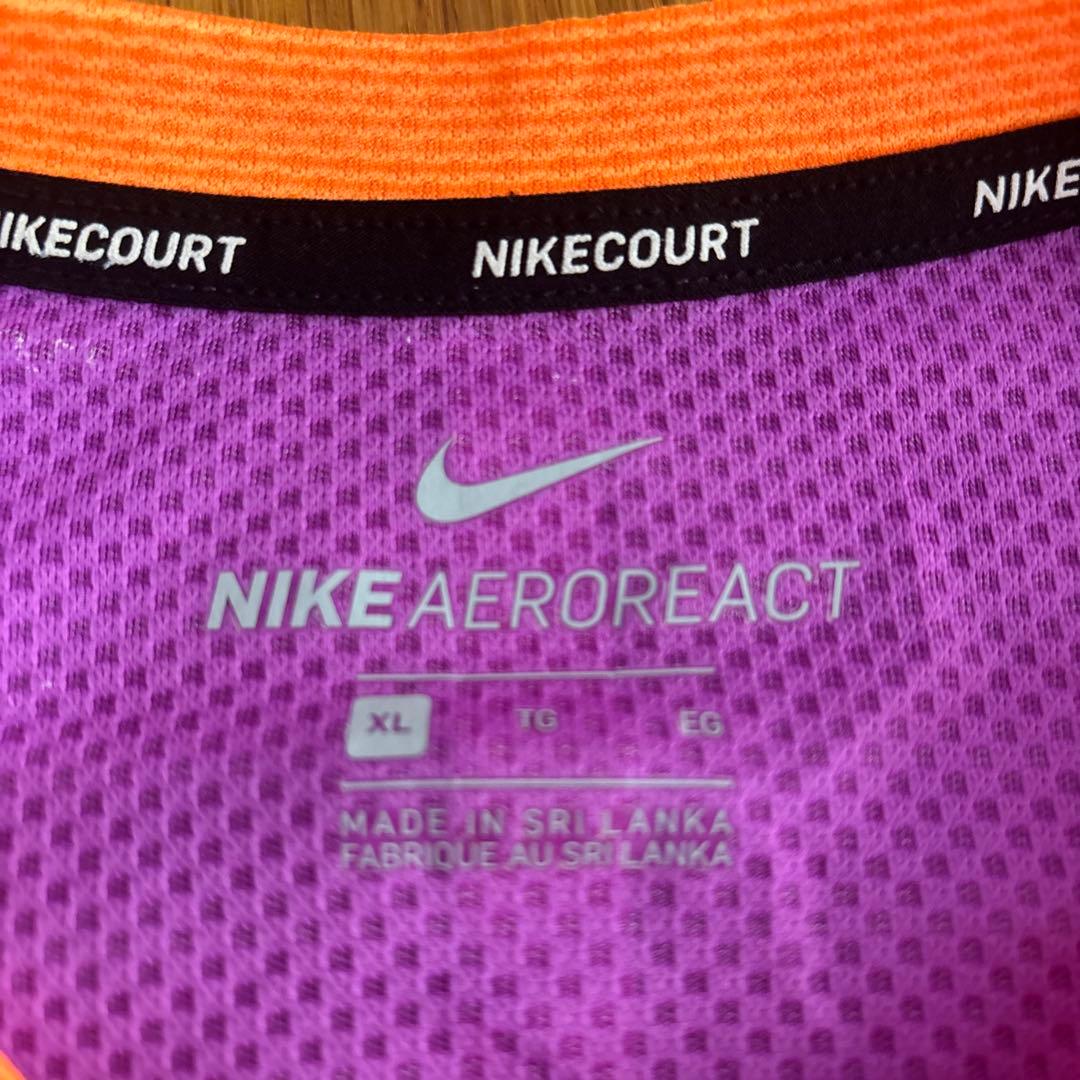 IKECOURT NIKECOURT NIKE
NIKE AEROREACT
XL TG EG
MADE IN SRI LANKA
FABRIQUE AU SRI LANKA